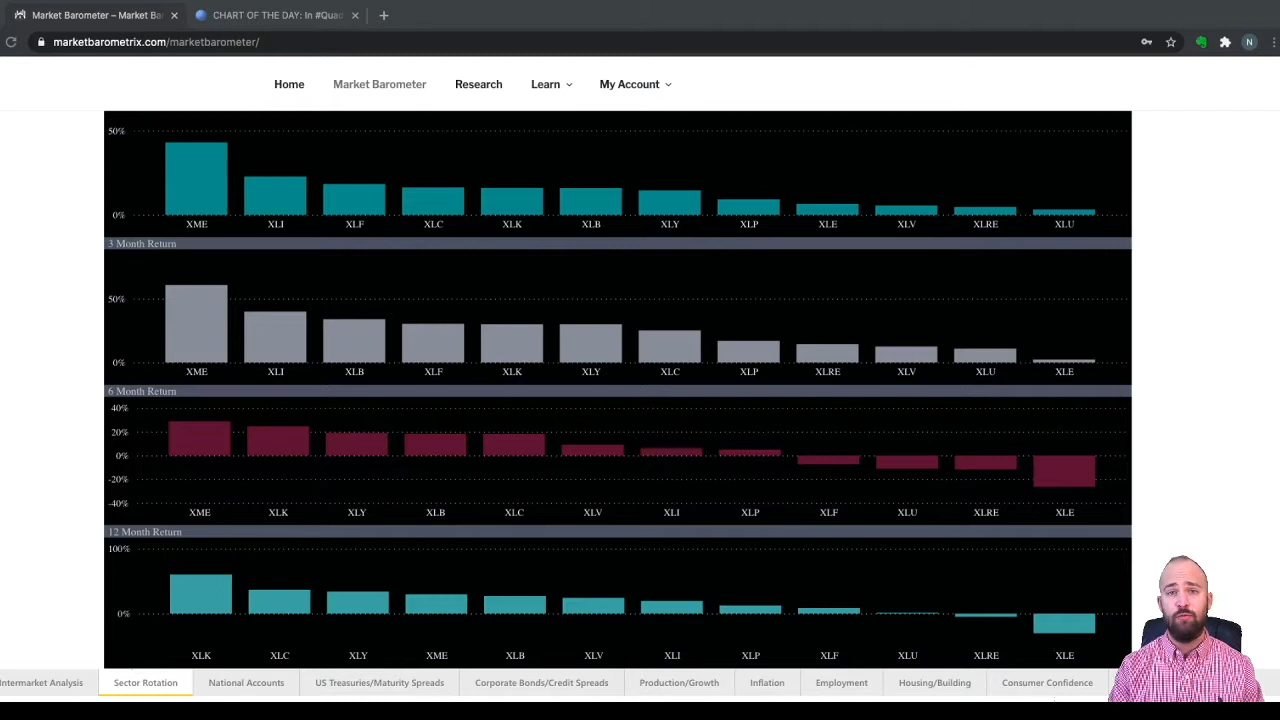 Market Barometer – Market Ba
CHART OF THE DAY: In #Quad
marketbarometrix.com/marketbarometer/
N
Home Market Barometer Research Learn My Account
50%
0%
XME XLI XLF XLC XLK XLB XLY XLP XLE XLV XLRE XLU
3 Month Return
50%
0%
XME XLI XLB XLF XLK XLY XLC XLP XLRE XLV XLU XLE
6 Month Return
40%
20%
0%
-20%
-40%
XME XLK XLY XLB XLC XLV XLI XLP XLF XLU XLRE XLE
12 Month Return
100%
0%
XLK XLC XLY XME XLB XLV XLI XLP XLF XLU XLRE XLE
Intermarket Analysis Sector Rotation National Accounts US Treasuries/Maturity Spreads Corporate Bonds/Credit Spreads Production/Growth Inflation Employment Housing/Building Consumer Confidence